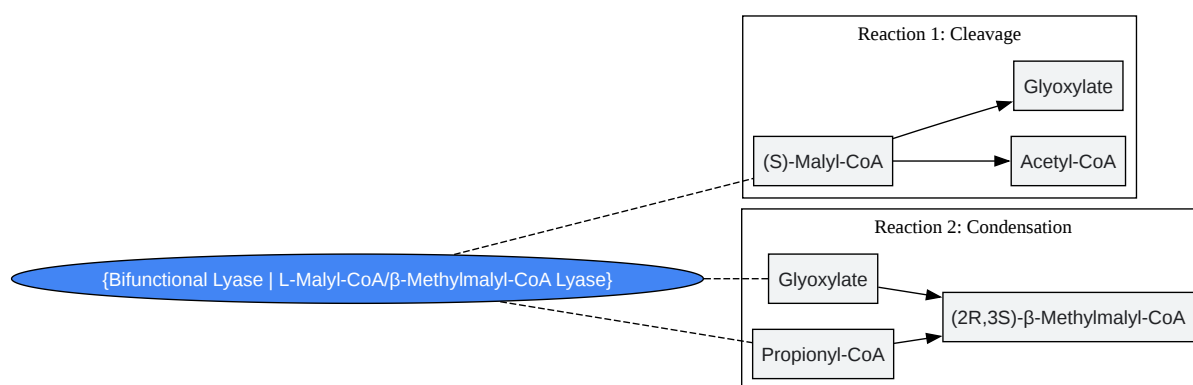 Reaction 1: Cleavage
Glyoxylate
(S)-Malyl-CoA
Acetyl-CoA
Reaction 2: Condensation
{Bifunctional Lyase | L-Malyl-CoA/β-Methylmalyl-CoA Lyase}
Glyoxylate
(2R,3S)-β-Methylmalyl-CoA
Propionyl-CoA